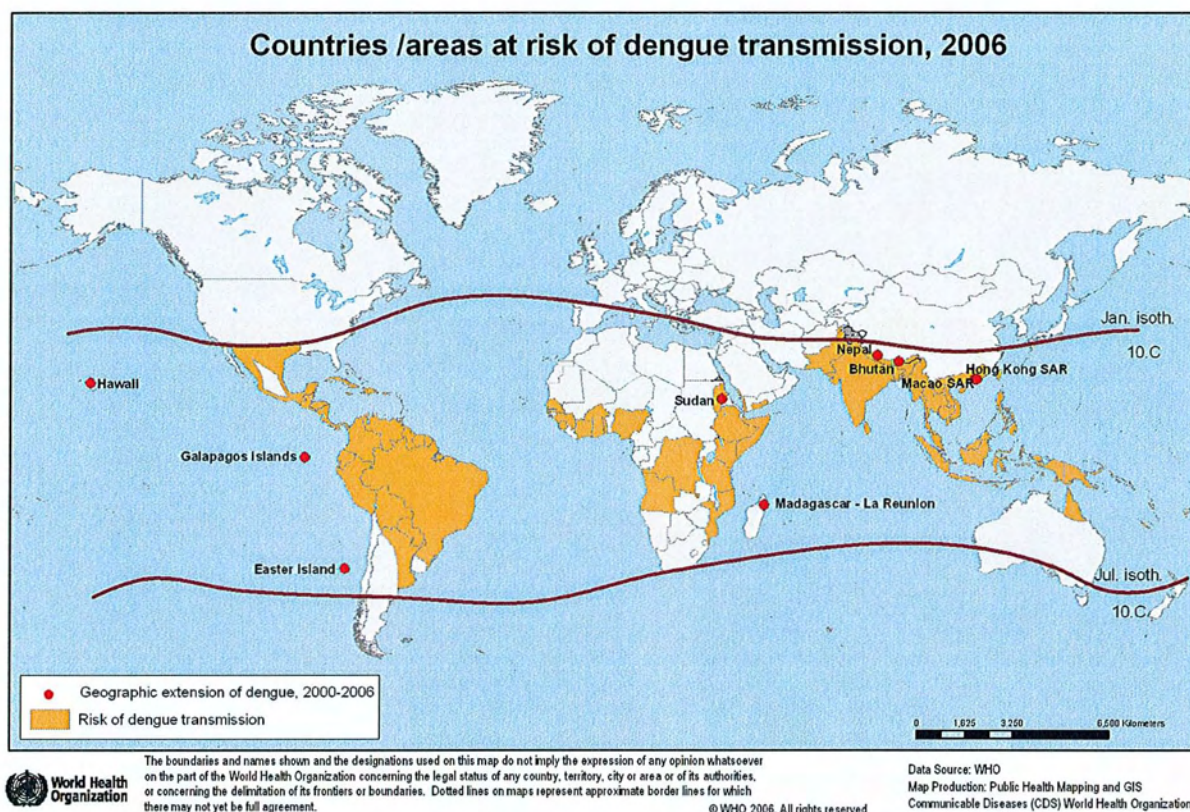 Countries /areas at risk of dengue transmission, 2006
Jan. isoth.
10.C
Nepal
Bhutan
Hong Kong SAR
Macao SAR
Hawaii
Sudan
Galapagos Islands
Madagascar - La Reunion
Easter Island
Jul. isoth.
10.C
Geographic extension of dengue, 2000-2006
Risk of dengue transmission
0 1,625 3,250 6,500 Kilometers
World Health
Organization
The boundaries and names shown and the designations used on this map do not imply the expression of any opinion whatsoever
on the part of the World Health Organization concerning the legal status of any country, territory, city or area or of its authorities,
or concerning the delimitation of its frontiers or boundaries. Dotted lines on maps represent approximate border lines for which
there may not yet be full agreement.
© WHO 2006. All rights reserved
Data Source: WHO
Map Production: Public Health Mapping and GIS
Communicable Diseases (CDS) World Health Organization